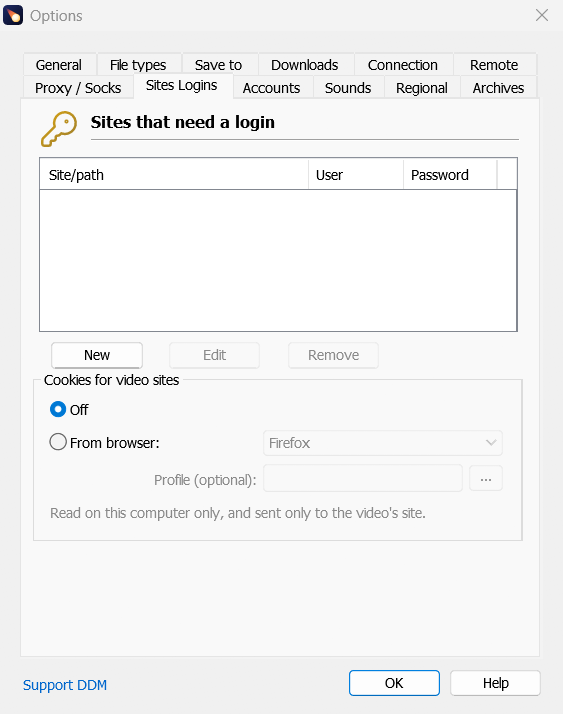 Options
General File types Save to Downloads Connection Remote
Proxy / Socks Sites Logins Accounts Sounds Regional Archives
Sites that need a login
Site/path User Password
New Edit Remove
Cookies for video sites
Off
From browser: Firefox
Profile (optional): ...
Read on this computer only, and sent only to the video's site.
Support DDM OK Help